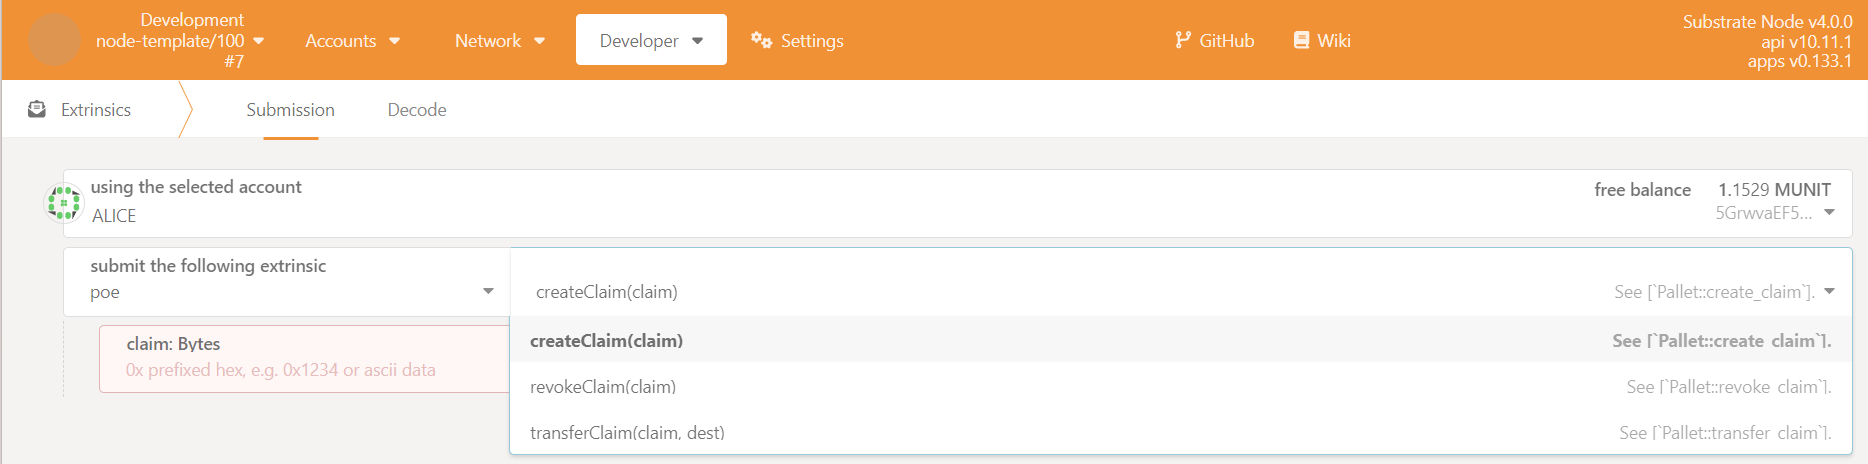 Development
node-template/100
#7
Accounts
Network
Developer
Settings
GitHub
Wiki
Substrate Node v4.0.0
api v10.11.1
apps v0.133.1
Extrinsics
Submission
Decode
using the selected account
ALICE
free balance 1.1529 MUNIT
5GrwvaEF5...
submit the following extrinsic
poe
createClaim(claim) See [`Pallet::create_claim`].
createClaim(claim) See [`Pallet::create_claim`].
revokeClaim(claim) See [`Pallet::revoke_claim`].
transferClaim(claim, dest) See [`Pallet::transfer_claim`].
claim: Bytes
0x prefixed hex, e.g. 0x1234 or ascii data